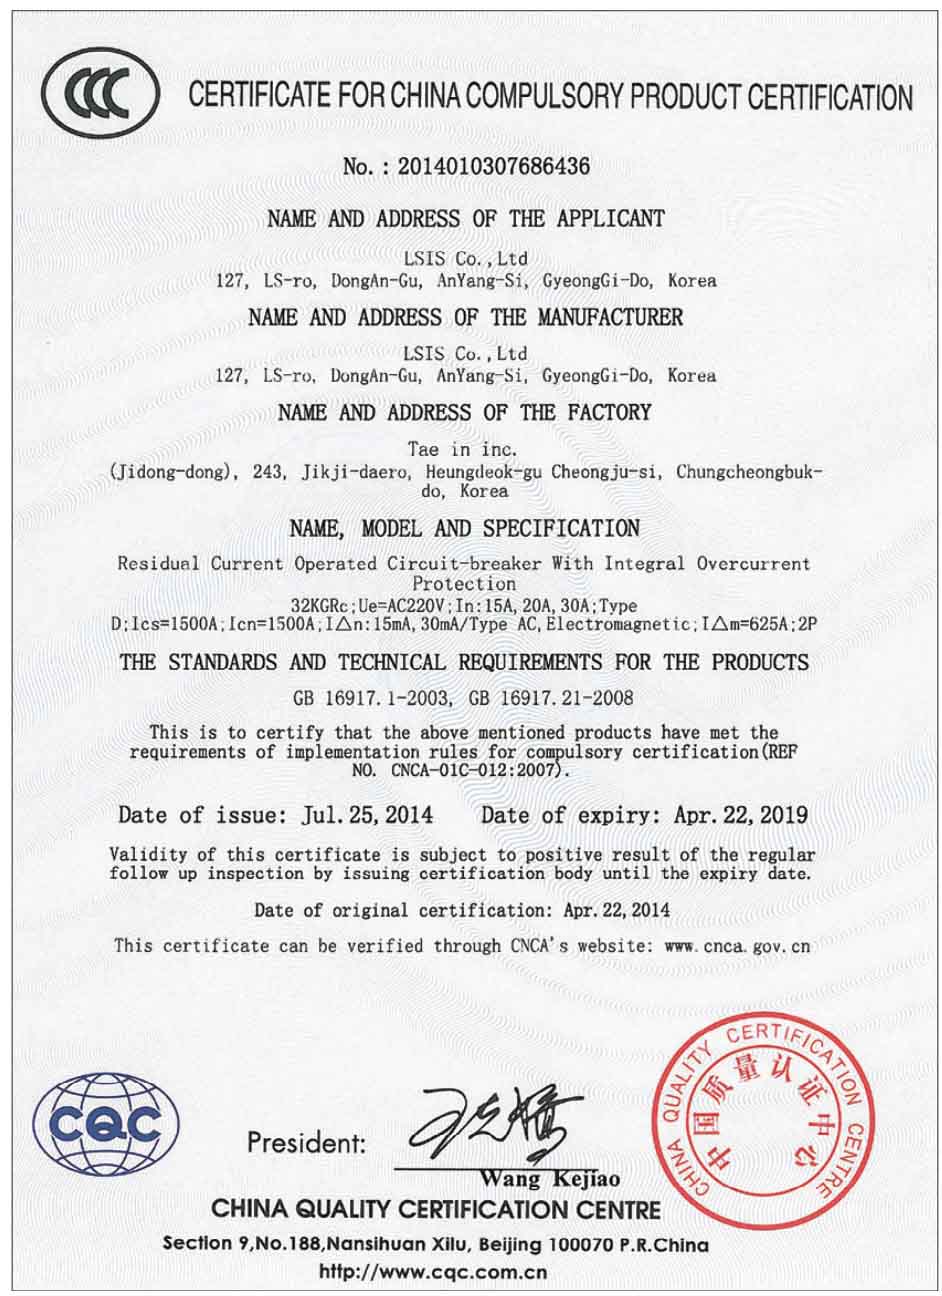 CCC
CERTIFICATE FOR CHINA COMPULSORY PRODUCT CERTIFICATION
No. : 2014010307686436
NAME AND ADDRESS OF THE APPLICANT
LSIS Co.,Ltd
127, LS-ro, DongAn-Gu, AnYang-Si, GyeongGi-Do, Korea
NAME AND ADDRESS OF THE MANUFACTURER
LSIS Co.,Ltd
127, LS-ro, DongAn-Gu, AnYang-Si, GyeongGi-Do, Korea
NAME AND ADDRESS OF THE FACTORY
Tae in inc.
(Jidong-dong), 243, Jikji-daero, Heungdeok-gu Cheongju-si, Chungcheongbuk-
do, Korea
NAME, MODEL AND SPECIFICATION
Residual Current Operated Circuit-breaker With Integral Overcurrent
Protection
32KGRc;Ue=AC220V;In:15A,20A,30A;Type
D;Ics=1500A;Icn=1500A;I△n:15mA,30mA/Type AC,Electromagnetic;I△m=625A;2P
THE STANDARDS AND TECHNICAL REQUIREMENTS FOR THE PRODUCTS
GB 16917.1-2003, GB 16917.21-2008
This is to certify that the above mentioned products have met the
requirements of implementation rules for compulsory certification(REF
NO. CNCA-01C-012:2007).
Date of issue: Jul.25,2014 Date of expiry: Apr.22,2019
Validity of this certificate is subject to positive result of the regular
follow up inspection by issuing certification body until the expiry date.
Date of original certification: Apr.22,2014
This certificate can be verified through CNCA's website: www.cnca.gov.cn
CHINA QUALITY CERTIFICATION CENTRE
中国质量认证中心
CQC
President:
Wang Kejiao
CHINA QUALITY CERTIFICATION CENTRE
Section 9,No.188,Nansihuan Xilu, Beijing 100070 P.R.China
http://www.cqc.com.cn